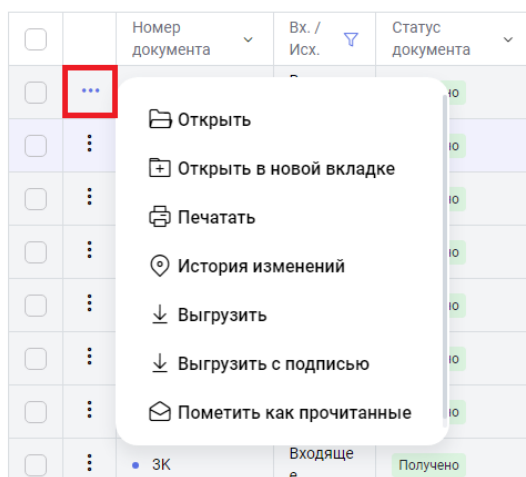 Номер документа
Вх. / Исх.
Статус документа
Открыть
Открыть в новой вкладке
Печатать
История изменений
Выгрузить
Выгрузить с подписью
Пометить как прочитанные
3К
Входяще
е
Получено